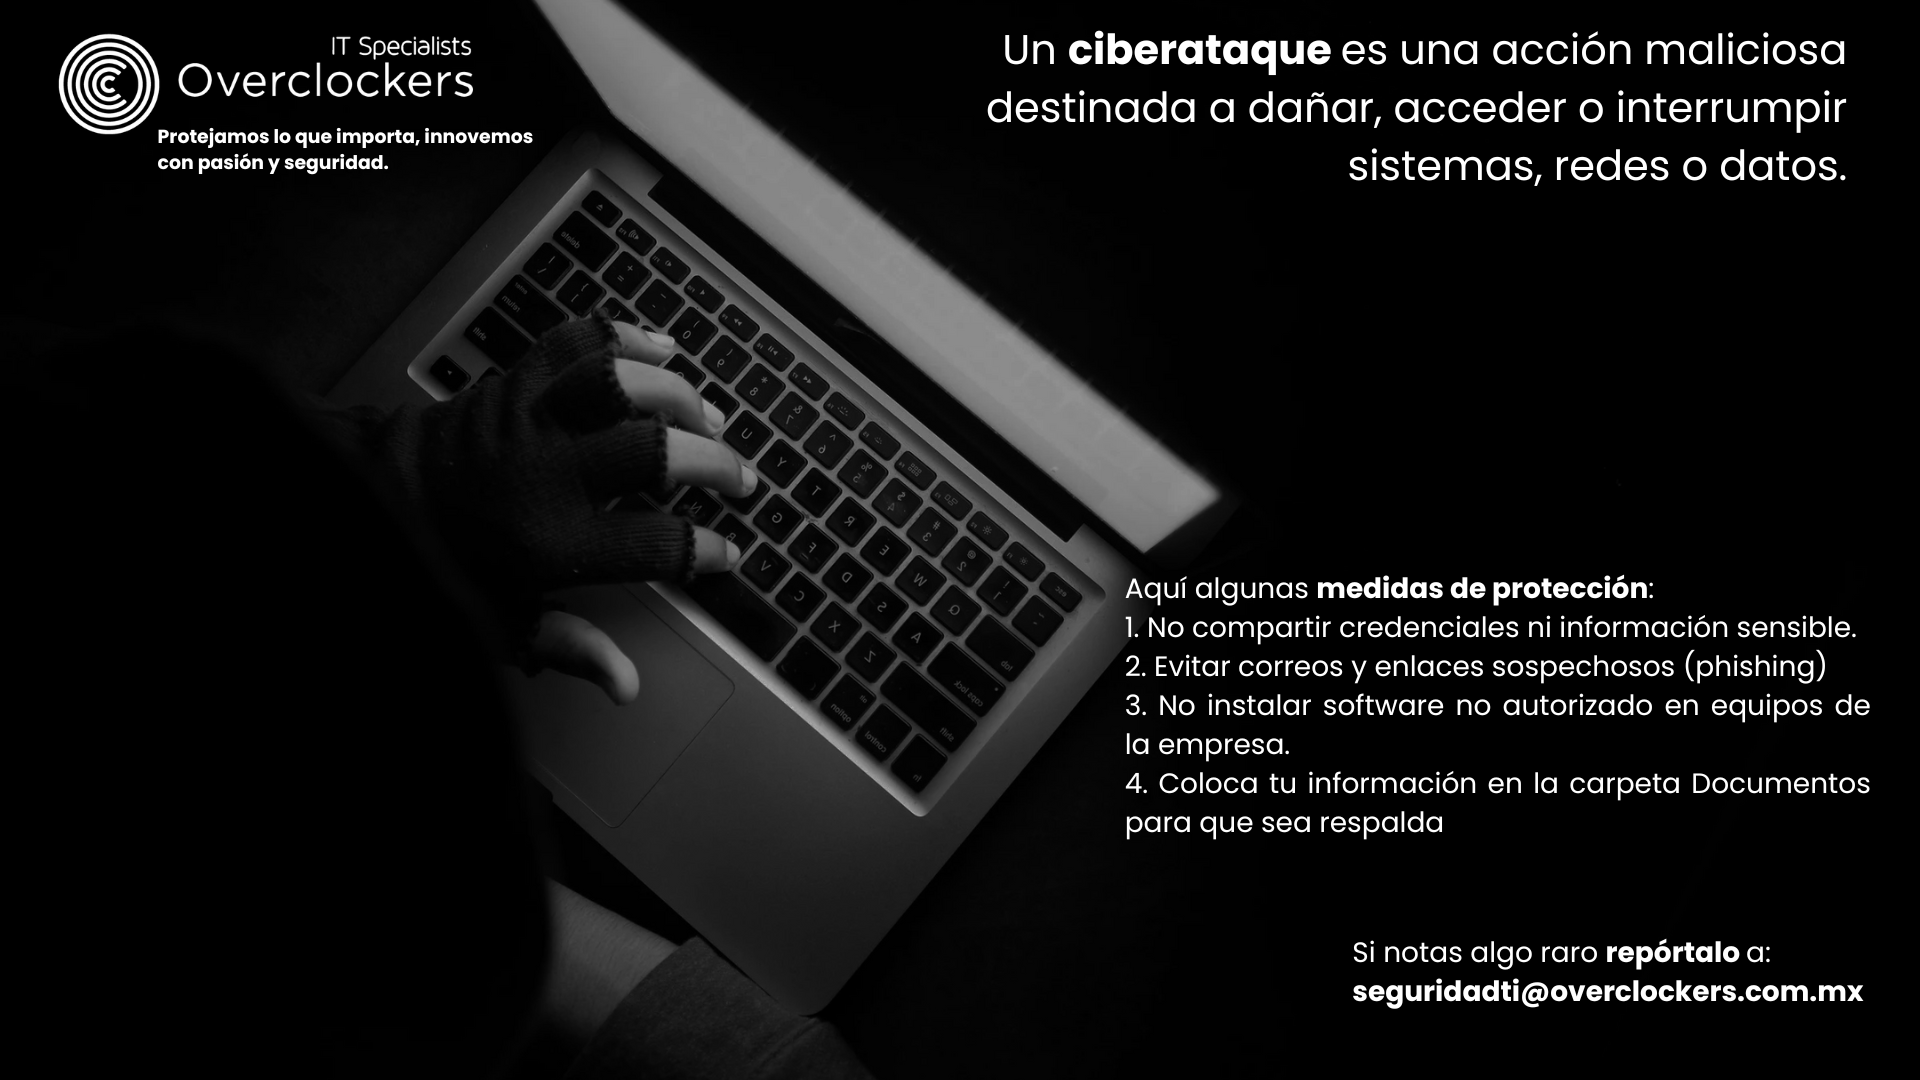 IT Specialists
Overclockers
Protejamos lo que importa, innovemos
con pasión y seguridad.
Un ciberataque es una acción maliciosa
destinada a dañar, acceder o interrumpir
sistemas, redes o datos.
Aquí algunas medidas de protección:
1. No compartir credenciales ni información sensible.
2. Evitar correos y enlaces sospechosos (phishing)
3. No instalar software no autorizado en equipos de
la empresa.
4. Coloca tu información en la carpeta Documentos
para que sea respalda
Si notas algo raro repórtalo a:
seguridadti@overclockers.com.mx